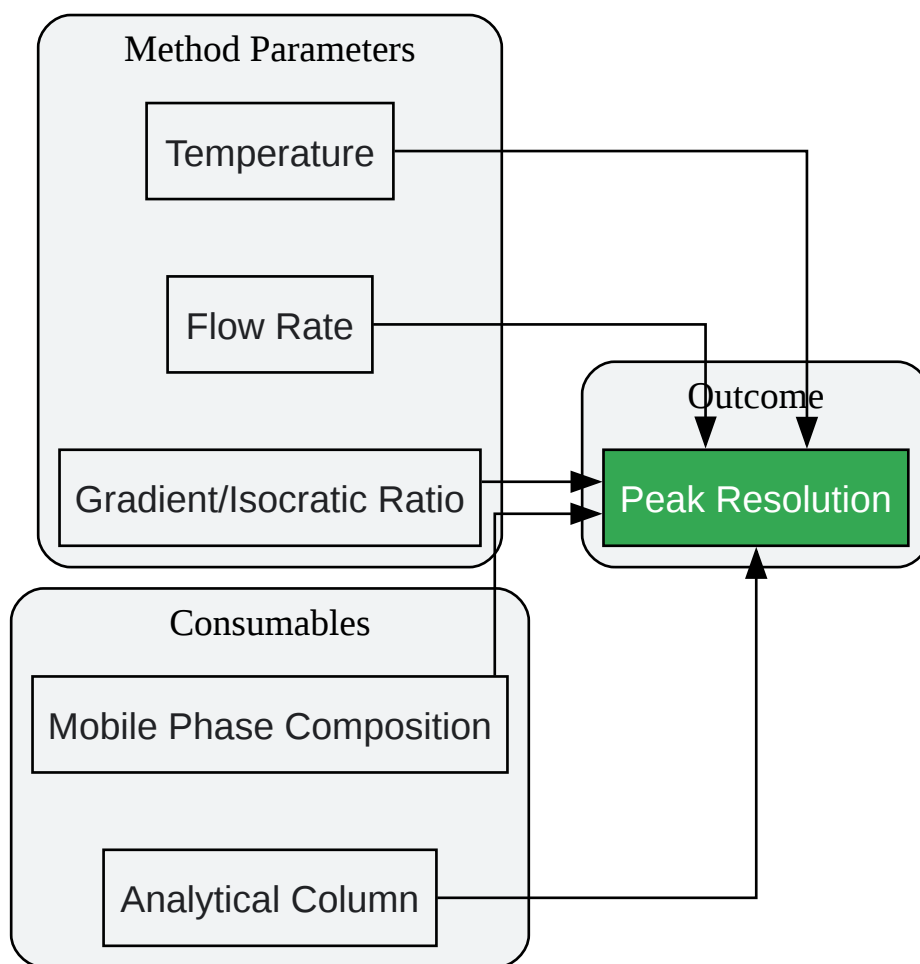 Method Parameters
Temperature
Flow Rate
Gradient/Isocratic Ratio
Outcome
Peak Resolution
Consumables
Mobile Phase Composition
Analytical Column